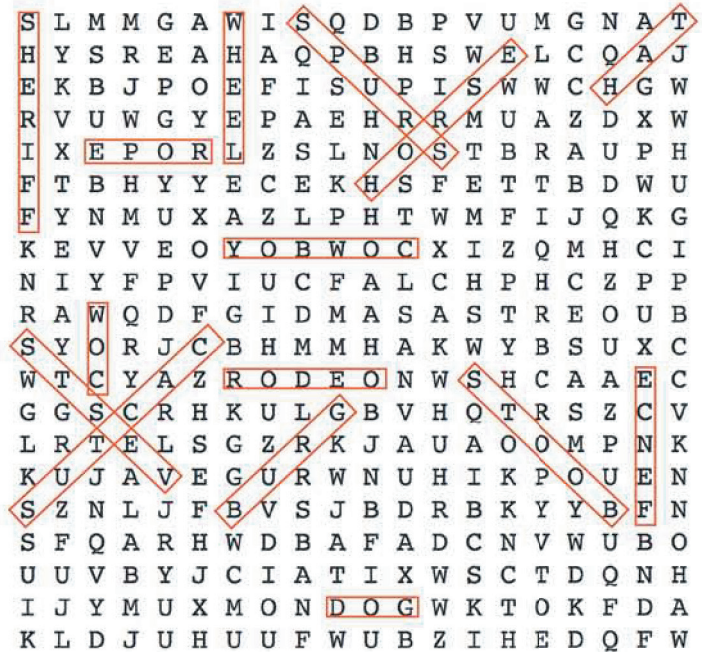 S L M M G A W I S Q D B P V U M G N A T
H Y S R E A H A Q P B H S W E L C Q A J
E K B J P O E F I S U P I S W W C H G W
R V U W G Y E P A E H R R M U A Z D X W
I X E P O R L Z S L N O S T B R A U P H
F T B H Y Y E C E K H S F E T T B D W U
F Y N M U X A Z L P H T W M F I J Q K G
K E V V E O Y O B W O C X I Z Q M H C I
N I Y F P V I U C F A L C H P H C Z P P
R A W Q D F G I D M A S A S T R E O U B
S Y O R J C B H M M H A K W Y B S U X C
W T C Y A Z R O D E O N W S H C A A E C
G G S C R H K U L G B V H Q T R S Z C V
L R T E L S G Z R K J A U A O O M P N K
K U J A V E G U R W N U H I K P O U E N
S Z N L J F B V S J B D R B K Y Y B F N
S F Q A R H W D B A F A D C N V W U B O
U U V B Y J C I A T I X W S C T D Q N H
I J Y M U X M O N D O G W K T O K F D A
K L D J U H U U F W U B Z I H E D Q F W